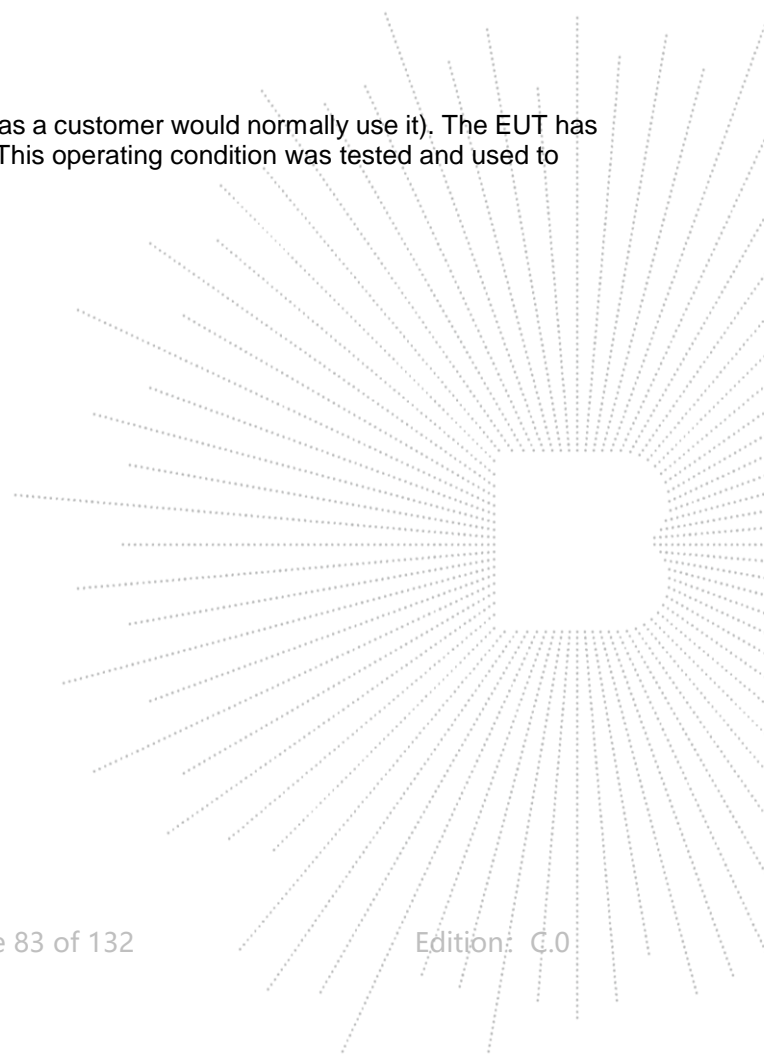 as a customer would normally use it). The EUT has
This operating condition was tested and used to
e 83 of 132 Edition: C.0